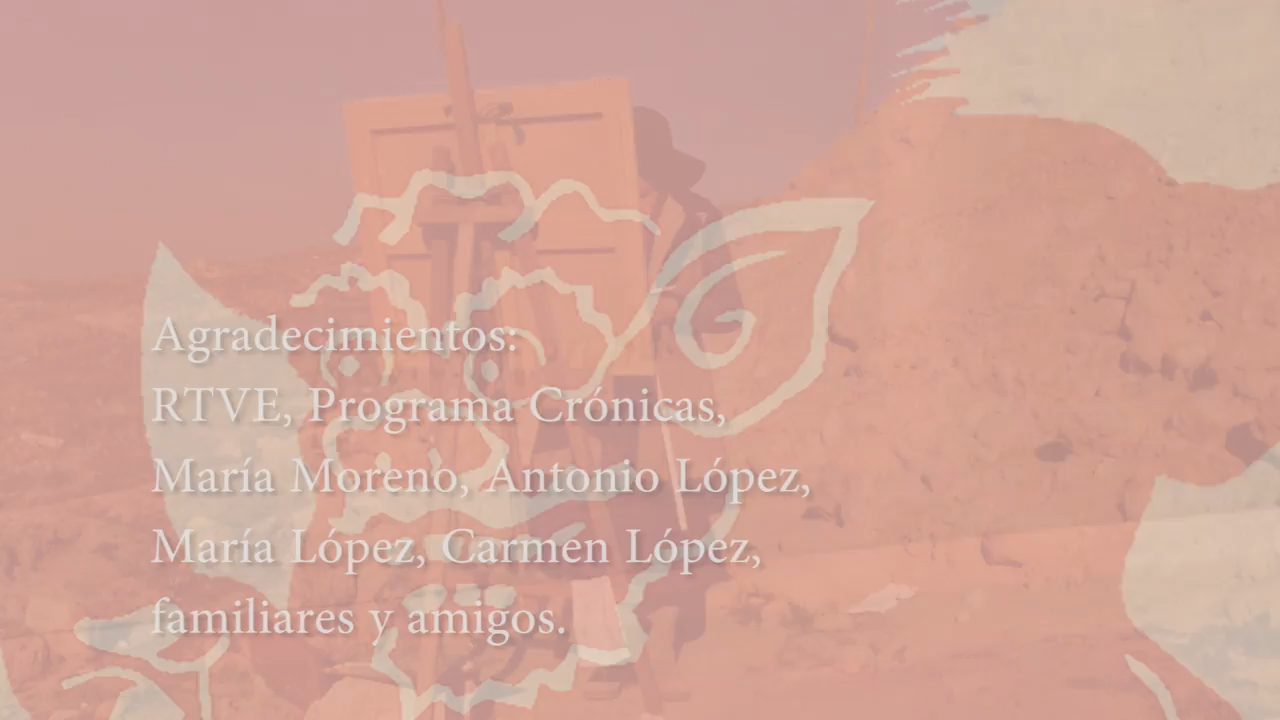 Agradecimientos:
RTVE, Programa Crónicas,
María Moreno, Antonio López,
María López, Carmen López,
familiares y amigos.